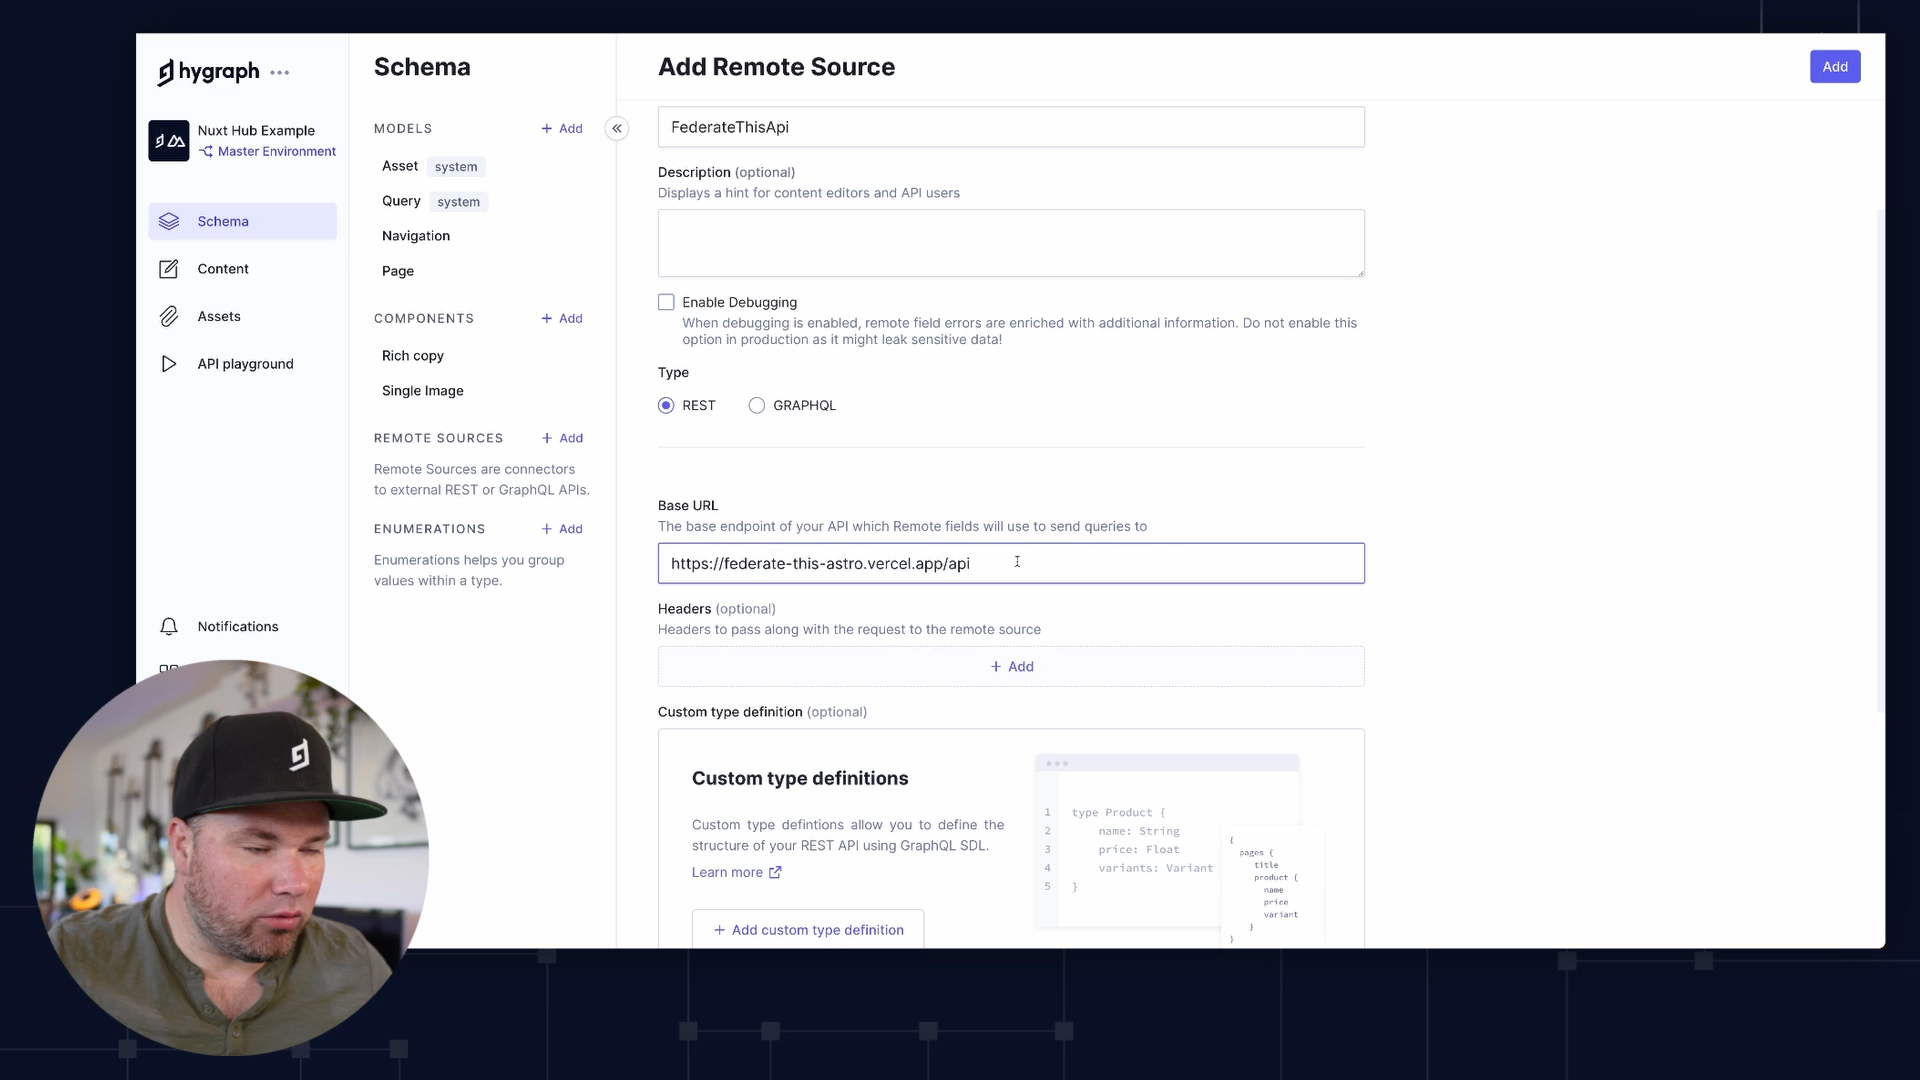 hygraph
Nuxt Hub Example
Master Environment
Schema
Content
Assets
API playground
Notifications
Schema
MODELS
+ Add
Asset system
Query system
Navigation
Page
COMPONENTS
+ Add
Rich copy
Single Image
REMOTE SOURCES
+ Add
Remote Sources are connectors
to external REST or GraphQL APIs.
ENUMERATIONS
+ Add
Enumerations helps you group
values within a type.
Add Remote Source
Add
FederateThisApi
Description (optional)
Displays a hint for content editors and API users
Enable Debugging
When debugging is enabled, remote field errors are enriched with additional information. Do not enable this
option in production as it might leak sensitive data!
Type
REST
GRAPHQL
Base URL
The base endpoint of your API which Remote fields will use to send queries to
https://federate-this-astro.vercel.app/api
Headers (optional)
Headers to pass along with the request to the remote source
+ Add
Custom type definition (optional)
Custom type definitions
Custom type defintions allow you to define the
structure of your REST API using GraphQL SDL.
Learn more
+ Add custom type definition
1 type Product {
2 name: String
3 price: Float
4 variants: Variant
5 }
{
pages {
title
product {
name
price
variant
}
}